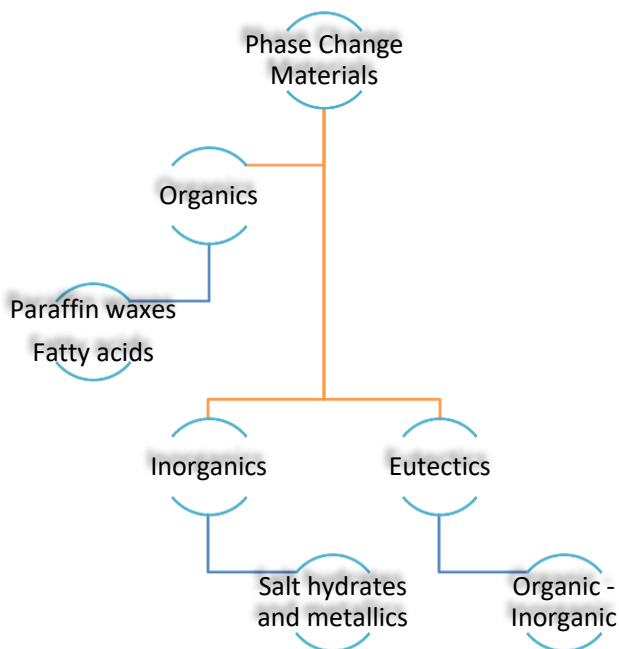 Phase Change
Materials
Organics
Paraffin waxes
Fatty acids
Inorganics
Eutectics
Salt hydrates
and metallics
Organic -
Inorganic